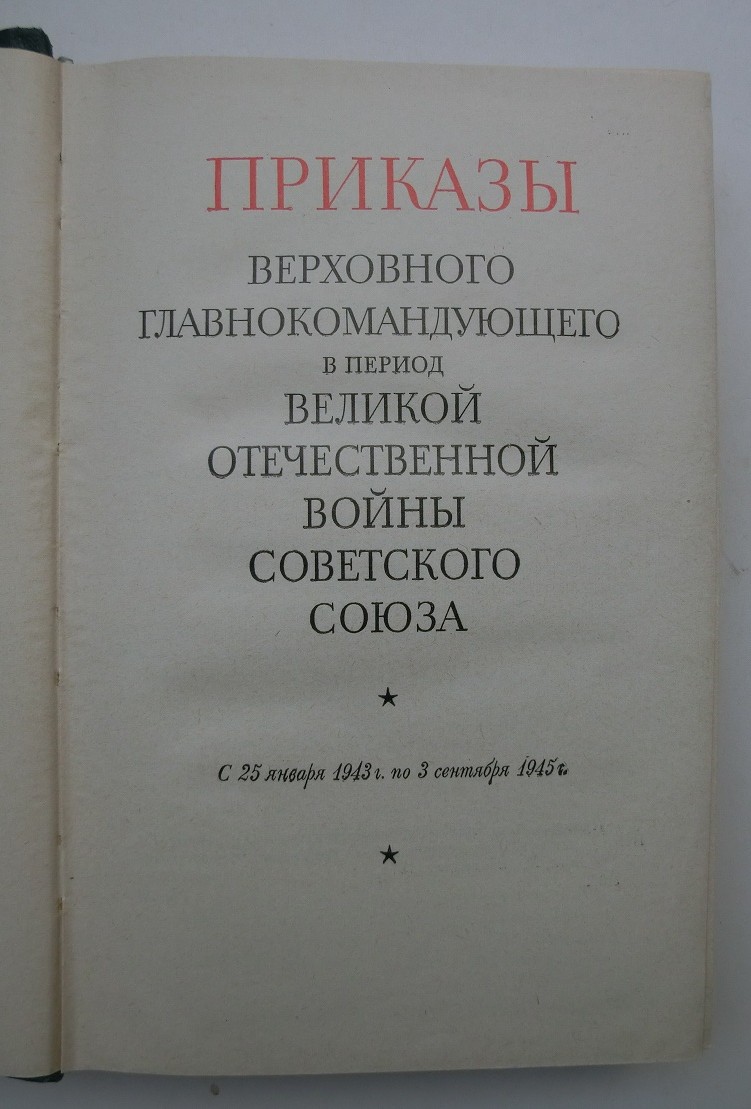 ПРИКАЗЫ
ВЕРХОВНОГО
ГЛАВНОКОМАНДУЮЩЕГО
В ПЕРИОД
ВЕЛИКОЙ
ОТЕЧЕСТВЕННОЙ
ВОЙНЫ
СОВЕТСКОГО
СОЮЗА
★
С 25 января 1943 г. по 3 сентября 1945 г.
★